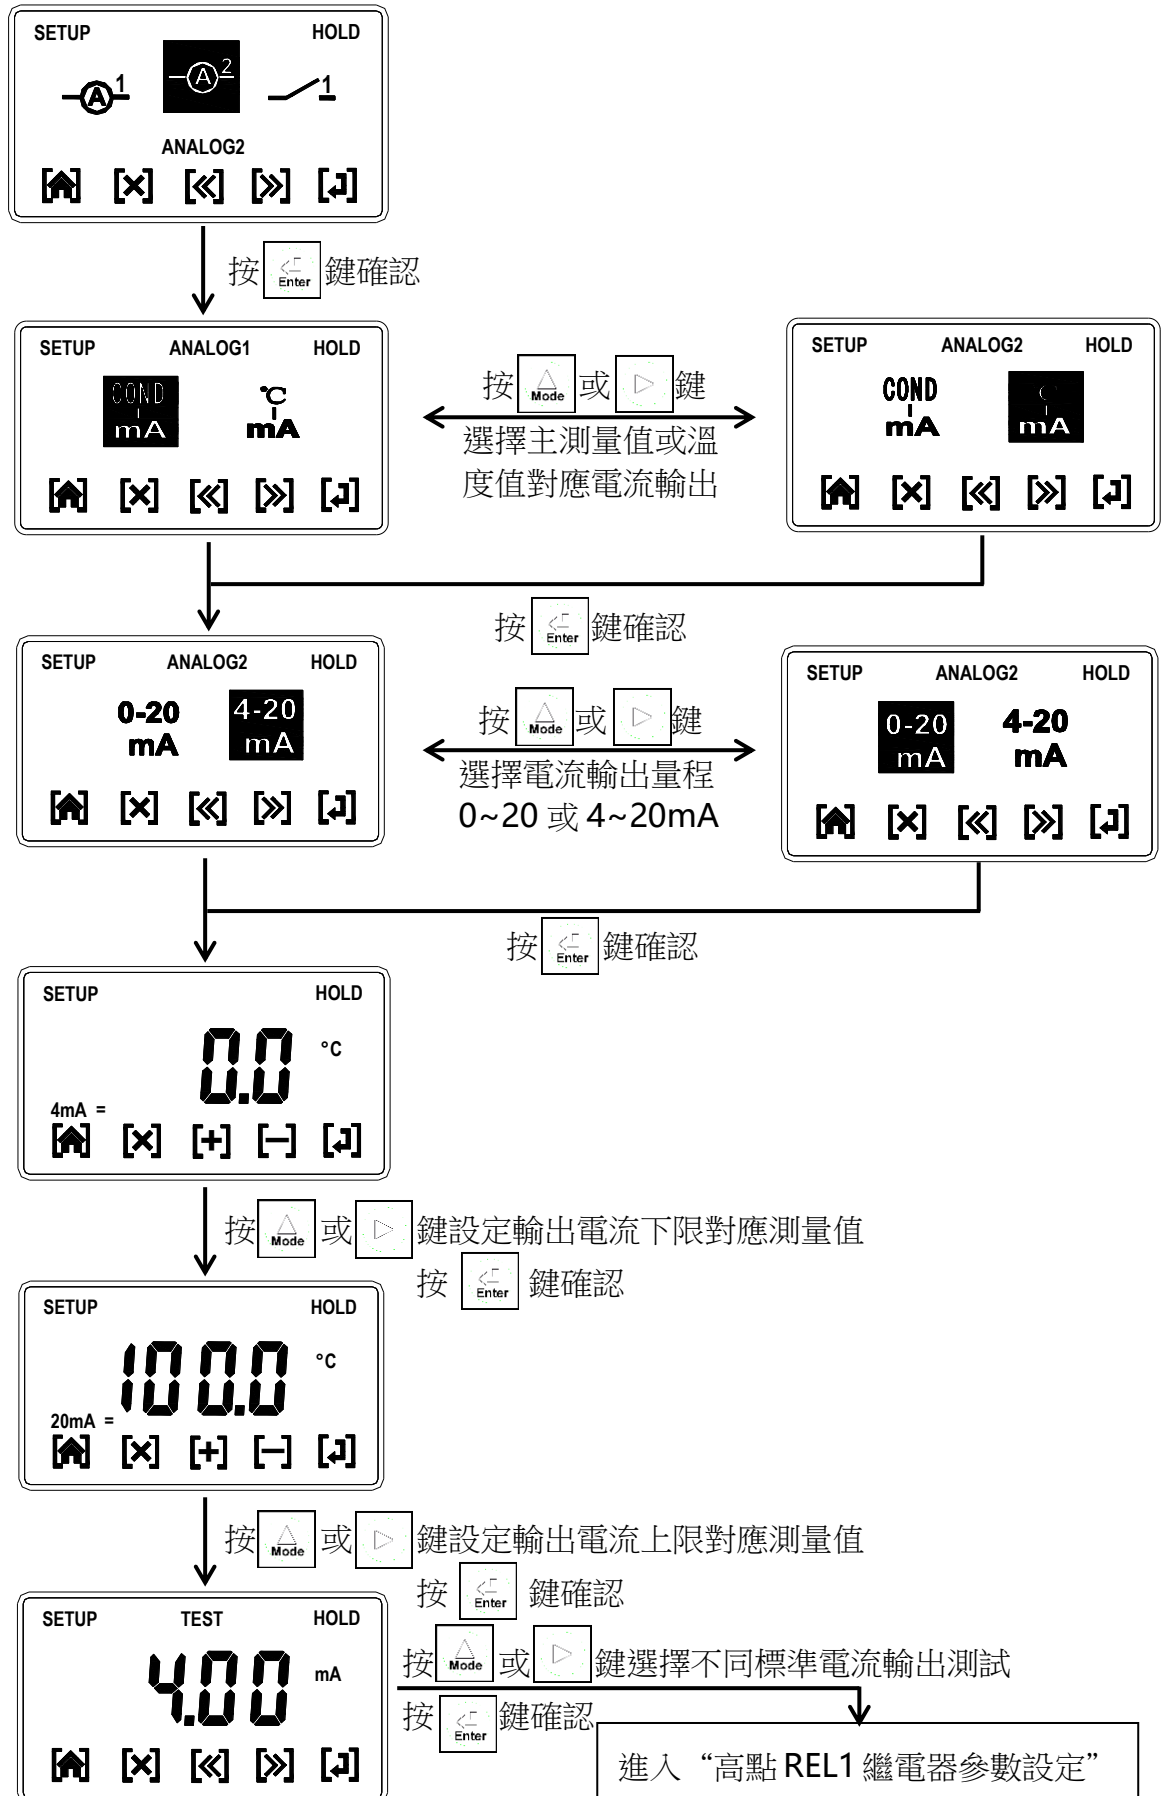 SETUP HOLD
A 1 A 2 1
ANALOG2
按 Enter 鍵確認
SETUP ANALOG1 HOLD
COND °C
mA mA
按 Mode 或 鍵
選擇主測量值或溫
度值對應電流輸出
SETUP ANALOG2 HOLD
COND °C
mA mA
按 Enter 鍵確認
SETUP ANALOG2 HOLD
0-20 4-20
mA mA
按 Mode 或 鍵
選擇電流輸出量程
0~20 或 4~20mA
SETUP ANALOG2 HOLD
0-20 4-20
mA mA
按 Enter 鍵確認
SETUP HOLD
0.0 °C
4mA =
[+] [—]
按 Mode 或 鍵設定輸出電流下限對應測量值
按 Enter 鍵確認
SETUP HOLD
100.0 °C
20mA =
[+] [—]
按 Mode 或 鍵設定輸出電流上限對應測量值
按 Enter 鍵確認
SETUP TEST HOLD
4.00 mA
按 Mode 或 鍵選擇不同標準電流輸出測試
按 Enter 鍵確認
進入“高點 REL1 繼電器參數設定”